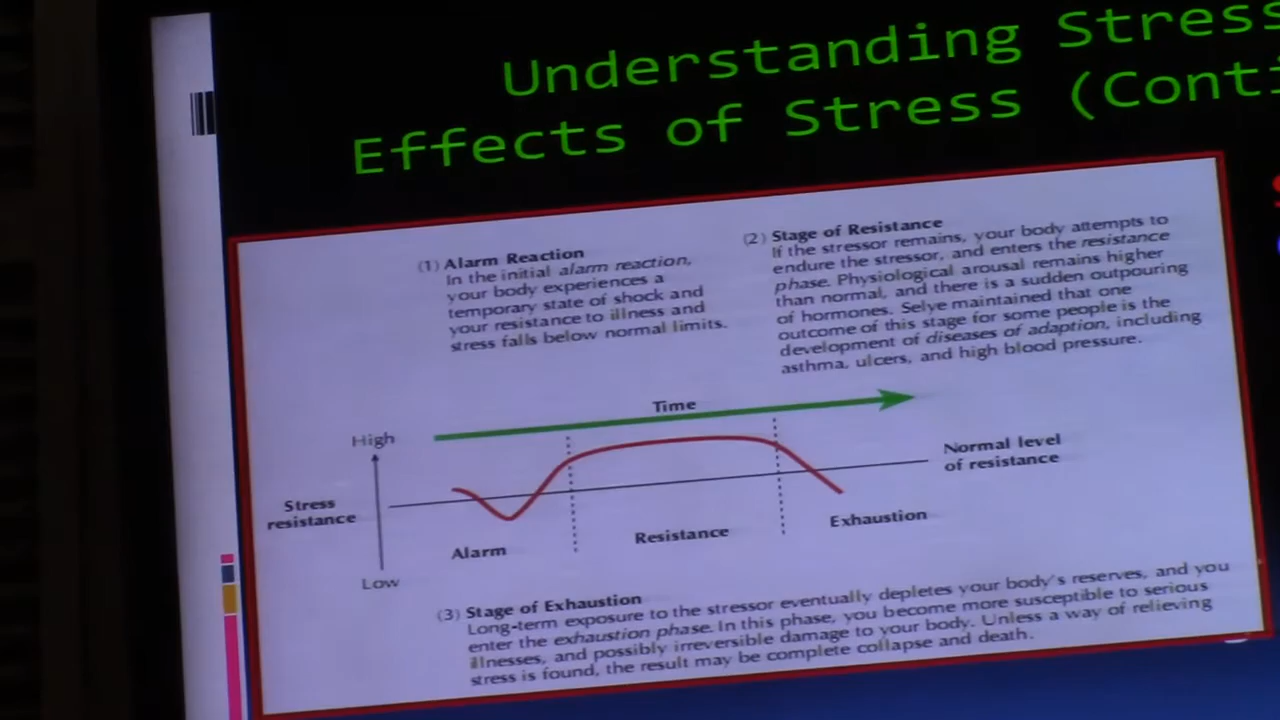 Understanding Stress
Effects of Stress (Conti
(1) Alarm Reaction
In the initial alarm reaction,
your body experiences a
temporary state of shock and
your resistance to illness and
stress falls below normal limits.
(2) Stage of Resistance
If the stressor remains, your body attempts to
endure the stressor, and enters the resistance
phase. Physiological arousal remains higher
than normal, and there is a sudden outpouring
of hormones. Selye maintained that one
outcome of this stage for some people is the
development of diseases of adaption, including
asthma, ulcers, and high blood pressure.
Time
High
Normal level
of resistance
Stress
resistance
Alarm
Resistance
Exhaustion
Low
(3) Stage of Exhaustion
Long-term exposure to the stressor eventually depletes your body's reserves, and you
enter the exhaustion phase. In this phase, you become more susceptible to serious
illnesses, and possibly irreversible damage to your body. Unless a way of relieving
stress is found, the result may be complete collapse and death.